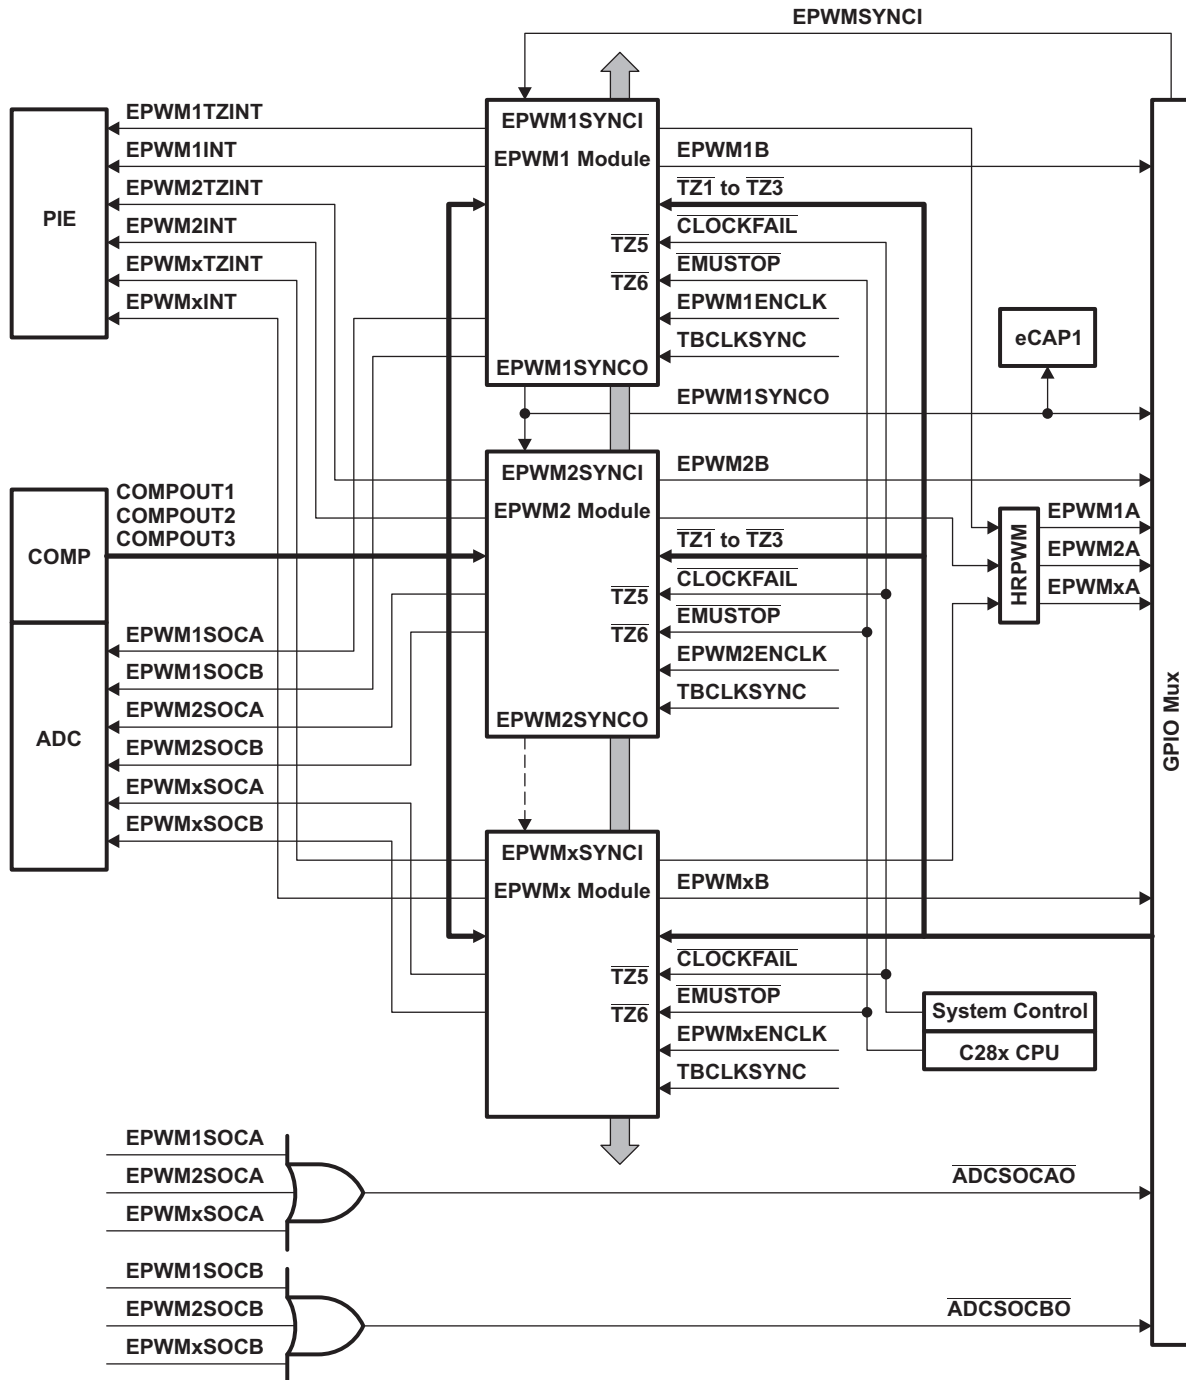 EPWMSYNCI
EPWM1TZINT
EPWM1INT
EPWM2TZINT
EPWM2INT
EPWMxTZINT
EPWMxINT
PIE
EPWM1SYNCI
EPWM1 Module
TZ5
TZ6
EPWM1SYNCO
EPWM1B
TZ1 to TZ3
CLOCKFAIL
EMUSTOP
EPWM1ENCLK
TBCLKSYNC
eCAP1
EPWM1SYNCO
COMPOUT1
COMPOUT2
COMPOUT3
COMP
EPWM2SYNCI
EPWM2 Module
TZ5
TZ6
EPWM2SYNCO
EPWM2B
TZ1 to TZ3
CLOCKFAIL
EMUSTOP
EPWM2ENCLK
TBCLKSYNC
HRPWM
EPWM1A
EPWM2A
EPWMxA
GPIO Mux
EPWM1SOCA
EPWM1SOCB
EPWM2SOCA
EPWM2SOCB
EPWMxSOCA
EPWMxSOCB
ADC
EPWMxSYNCI
EPWMx Module
TZ5
TZ6
EPWMxB
CLOCKFAIL
EMUSTOP
EPWMxENCLK
TBCLKSYNC
System Control
C28x CPU
EPWM1SOCA
EPWM2SOCA
EPWMxSOCA
ADCSOCAO
EPWM1SOCB
EPWM2SOCB
EPWMxSOCB
ADCSOCBO